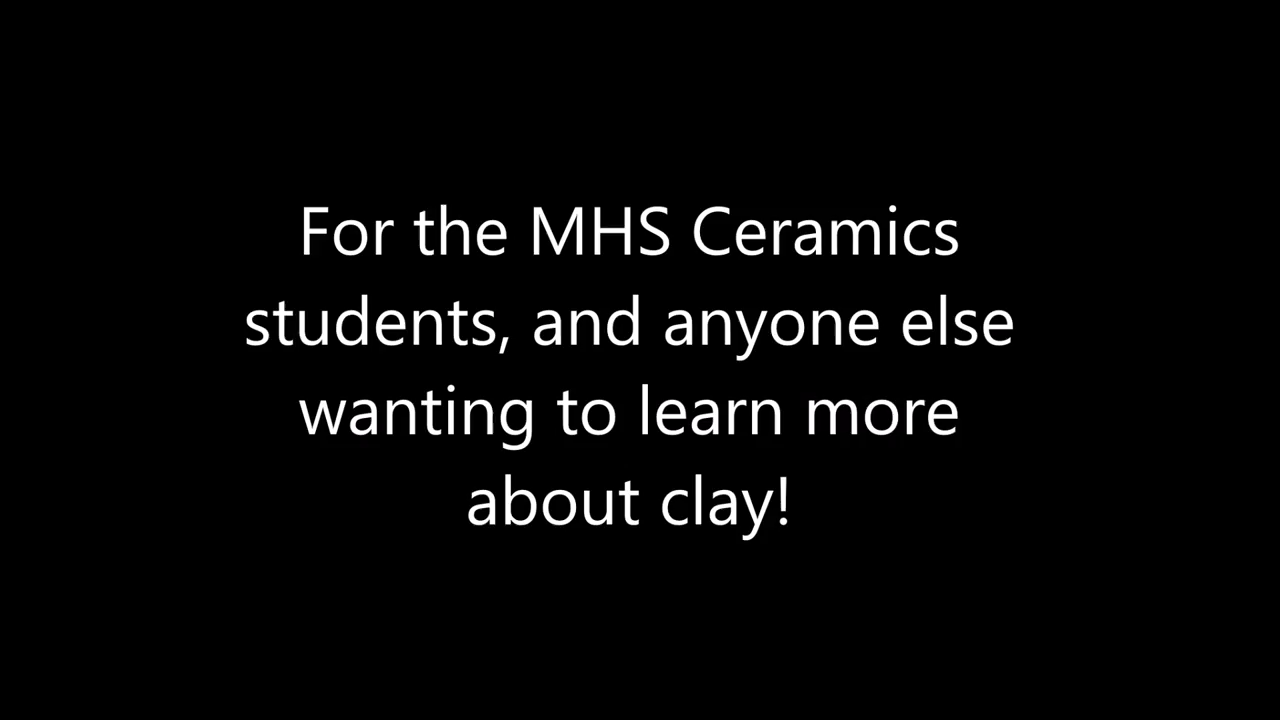 For the MHS Ceramics
students, and anyone else
wanting to learn more
about clay!